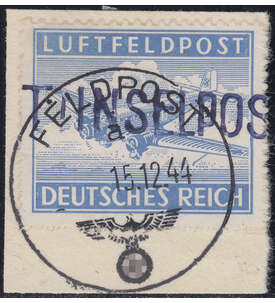 LUFTFELDPOST
INSELPOS
FELDPOST
a
15.12.44
DEUTSCHES REICH